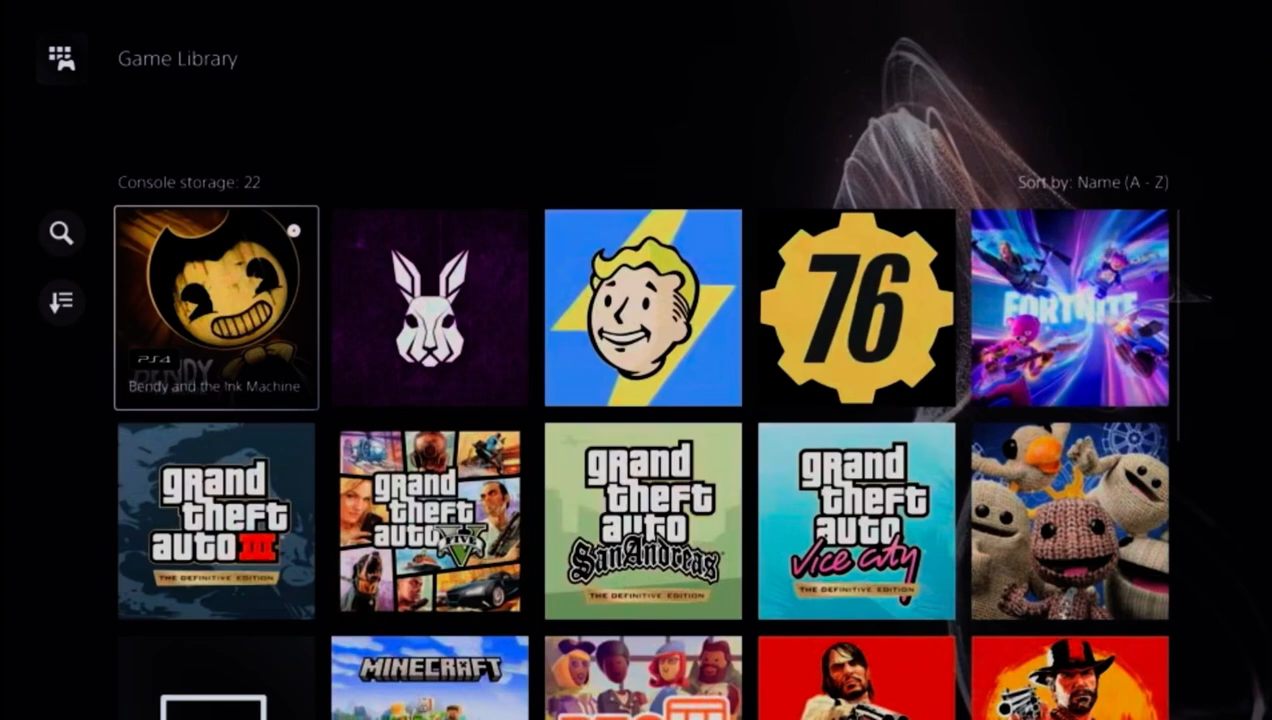 Game Library
Console storage: 22
Sort by: Name (A - Z)
PS4
BENDY
Bendy and the Ink Machine
76
FORTNITE
grand
theft
auto III
THE DEFINITIVE EDITION
grand
theft
auto V
FIVE
grand
theft
auto
San Andreas
THE DEFINITIVE EDITION
grand
theft
auto
Vice City
THE DEFINITIVE EDITION
MINECRAFT